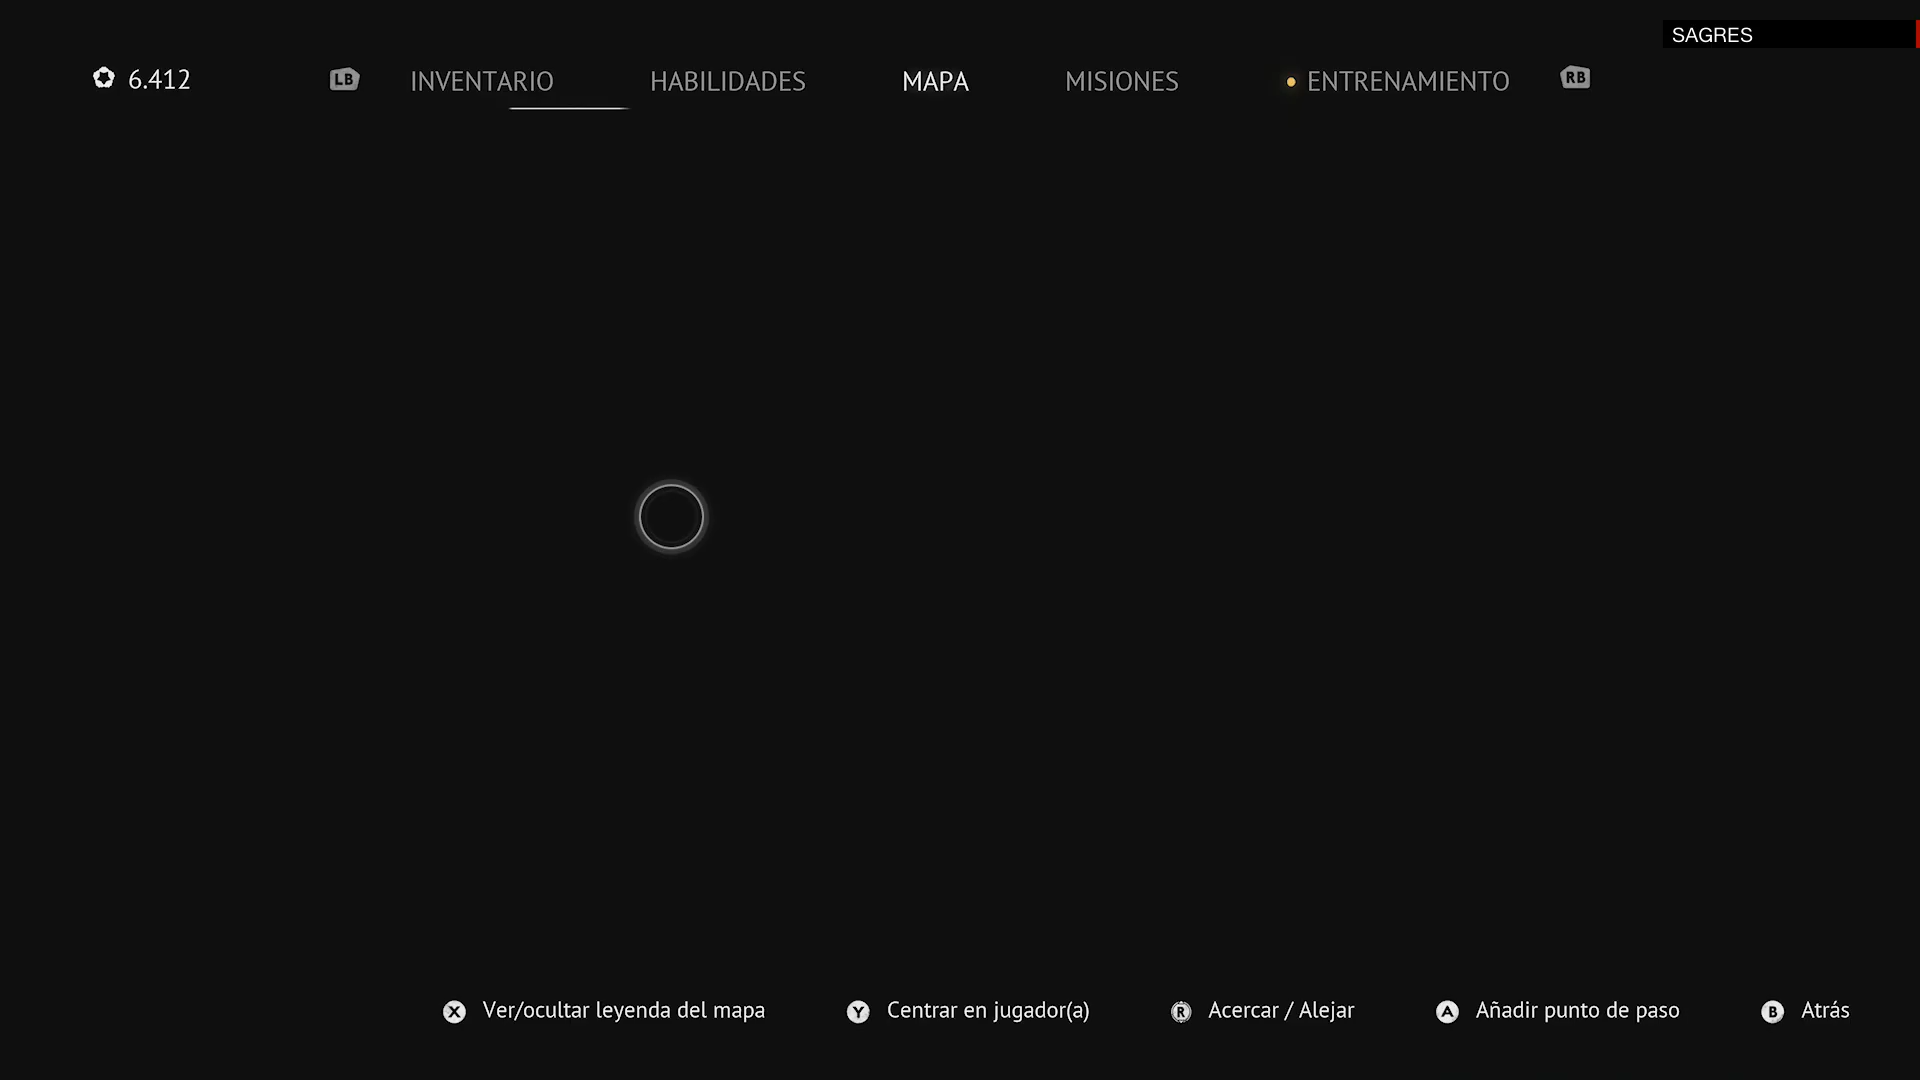 SAGRES
6.412
LB INVENTARIO HABILIDADES MAPA MISIONES ENTRENAMIENTO RB
X Ver/ocultar leyenda del mapa Y Centrar en jugador(a) R Acercar / Alejar A Añadir punto de paso B Atrás